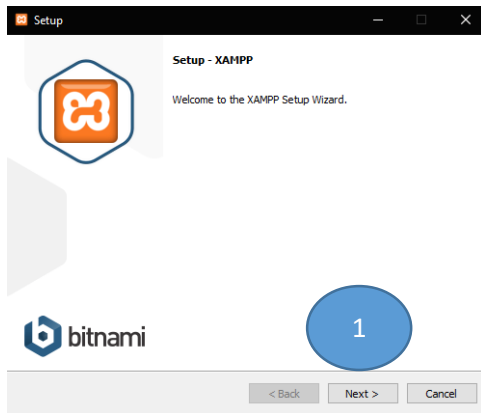 Setup
Setup - XAMPP
Welcome to the XAMPP Setup Wizard.
bitnami
1
< Back Next > Cancel